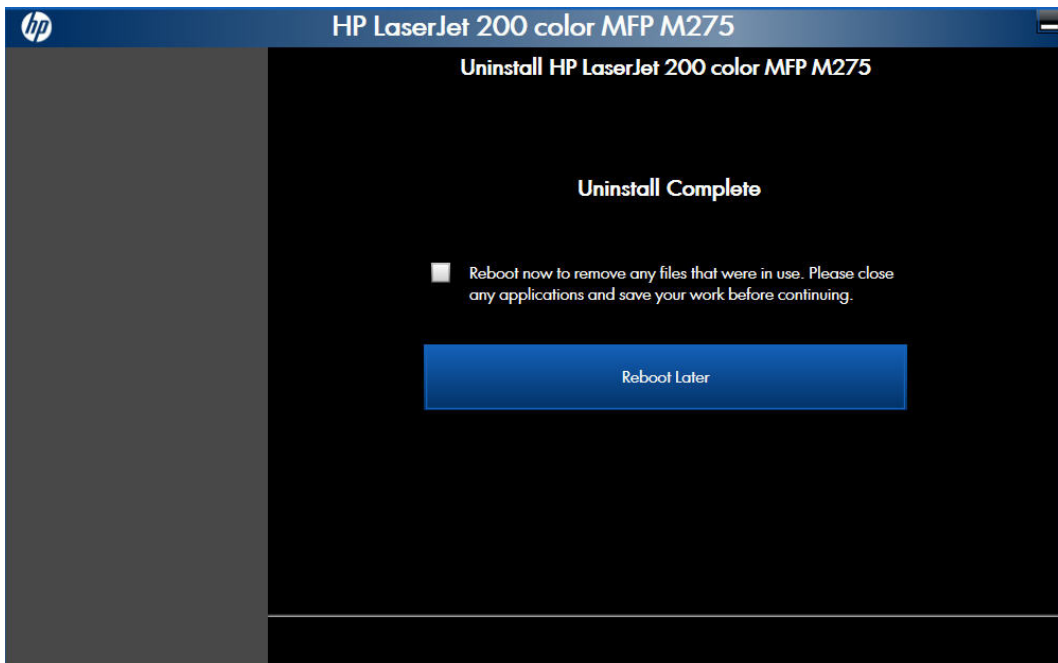 hp
HP LaserJet 200 color MFP M275
Uninstall HP LaserJet 200 color MFP M275
Uninstall Complete
Reboot now to remove any files that were in use. Please close
any applications and save your work before continuing.
Reboot Later